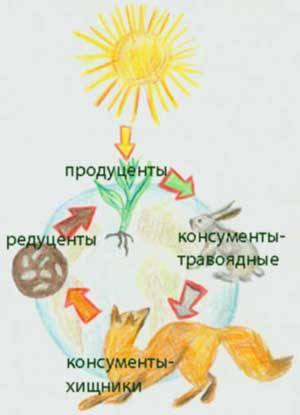 продуценты
редуценты
консументы-
травоядные
консументы-
хищники